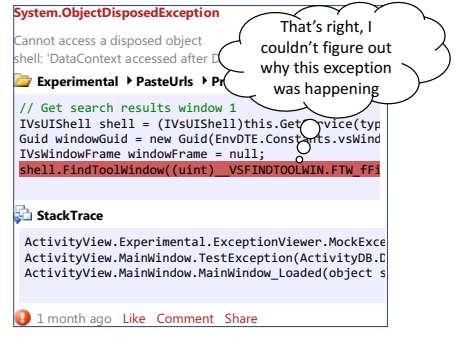 System.ObjectDisposedException
Cannot access a disposed object
shell: 'DataContext accessed after D
That's right, I
couldn't figure out
why this exception
was happening
Experimental PasteUrls Pr
// Get search results window 1
IVsUIShell shell = (IVsUIShell)this.GetService(typ
Guid windowGuid = new Guid(EnvDTE.Constants.vsWind
IVsWindowFrame windowFrame = null;
shell.FindToolWindow((uint)__VSFINDTOOLWIN.FTW_fFi
StackTrace
ActivityView.Experimental.ExceptionViewer.MockExce
ActivityView.MainWindow.TestException(ActivityDB.D
ActivityView.MainWindow.MainWindow_Loaded(object s
1 month ago Like Comment Share